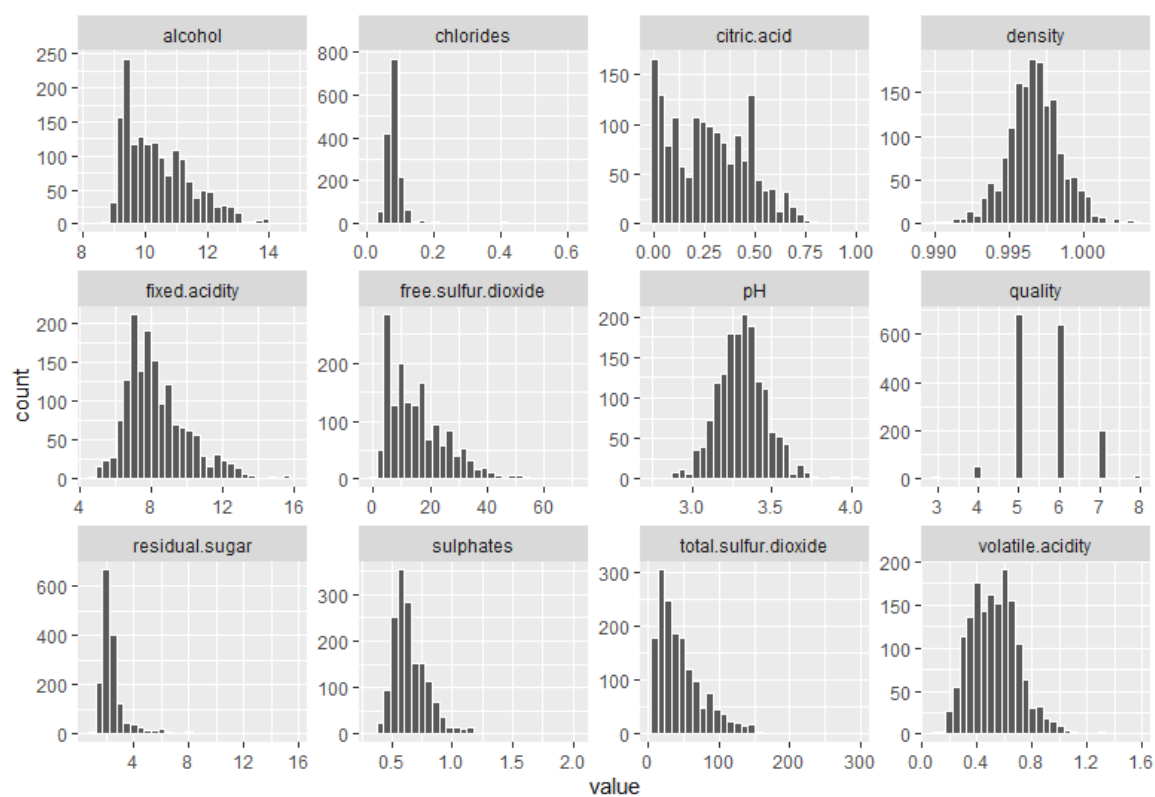 alcohol chlorides citric.acid density
250 200 150 100 50 0
800 600 400 200 0
150 100 50 0
150 100 50 0
8 10 12 14
0.0 0.2 0.4 0.6
0.00 0.25 0.50 0.75 1.00
0.990 0.995 1.000
fixed.acidity free.sulfur.dioxide pH quality
count
200 150 100 50 0
200 100 0
200 150 100 50 0
600 400 200 0
4 8 12 16
0 20 40 60
3.0 3.5 4.0
3 4 5 6 7 8
residual.sugar sulphates total.sulfur.dioxide volatile.acidity
600 400 200 0
300 200 100 0
300 200 100 0
200 150 100 50 0
4 8 12 16
0.5 1.0 1.5 2.0
0 100 200 300
0.0 0.4 0.8 1.2 1.6
value